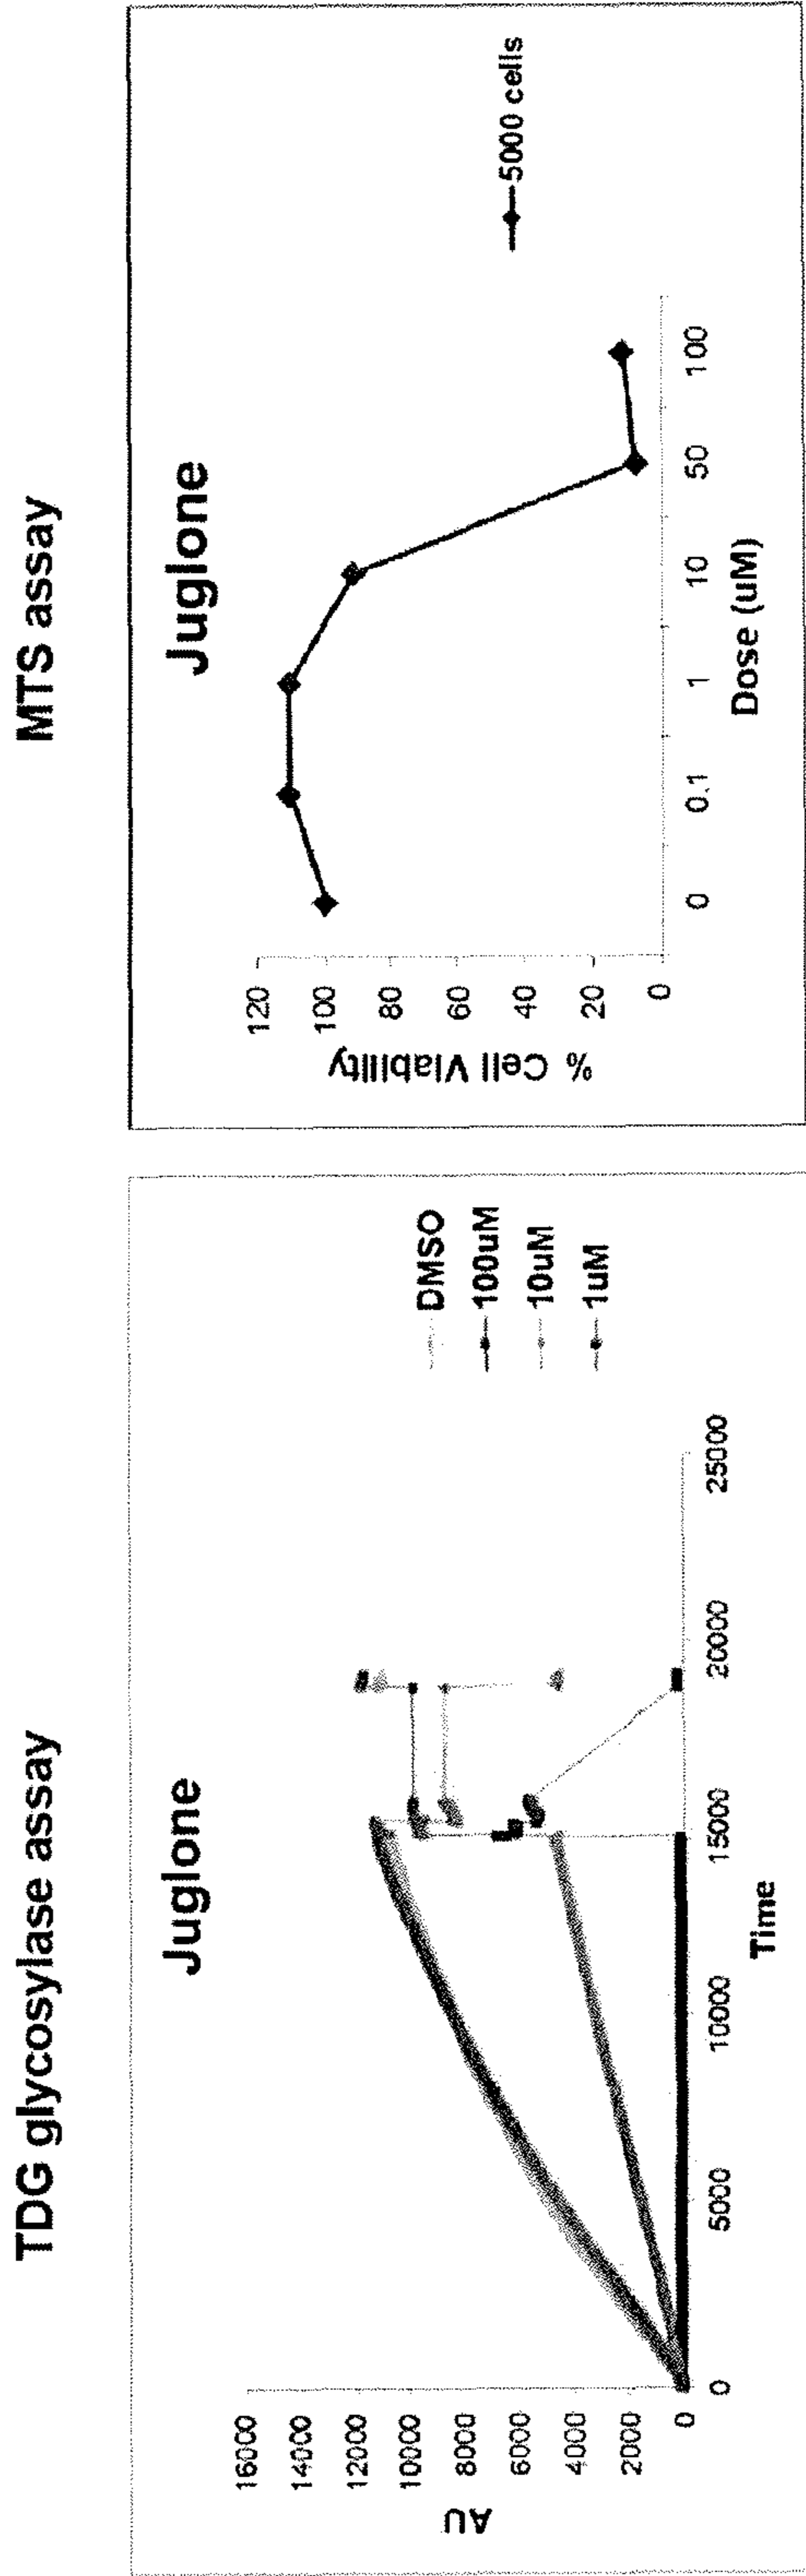 TDG glycosylase assay
Juglone
16000
14000
12000
10000
8000
6000
4000
2000
0
AU
0
5000
10000
15000
20000
25000
Time
DMSO
100uM
10uM
1uM
MTS assay
Juglone
120
100
80
60
40
20
0
% Cell Viability
0
0.1
1
10
50
100
Dose (uM)
5000 cells